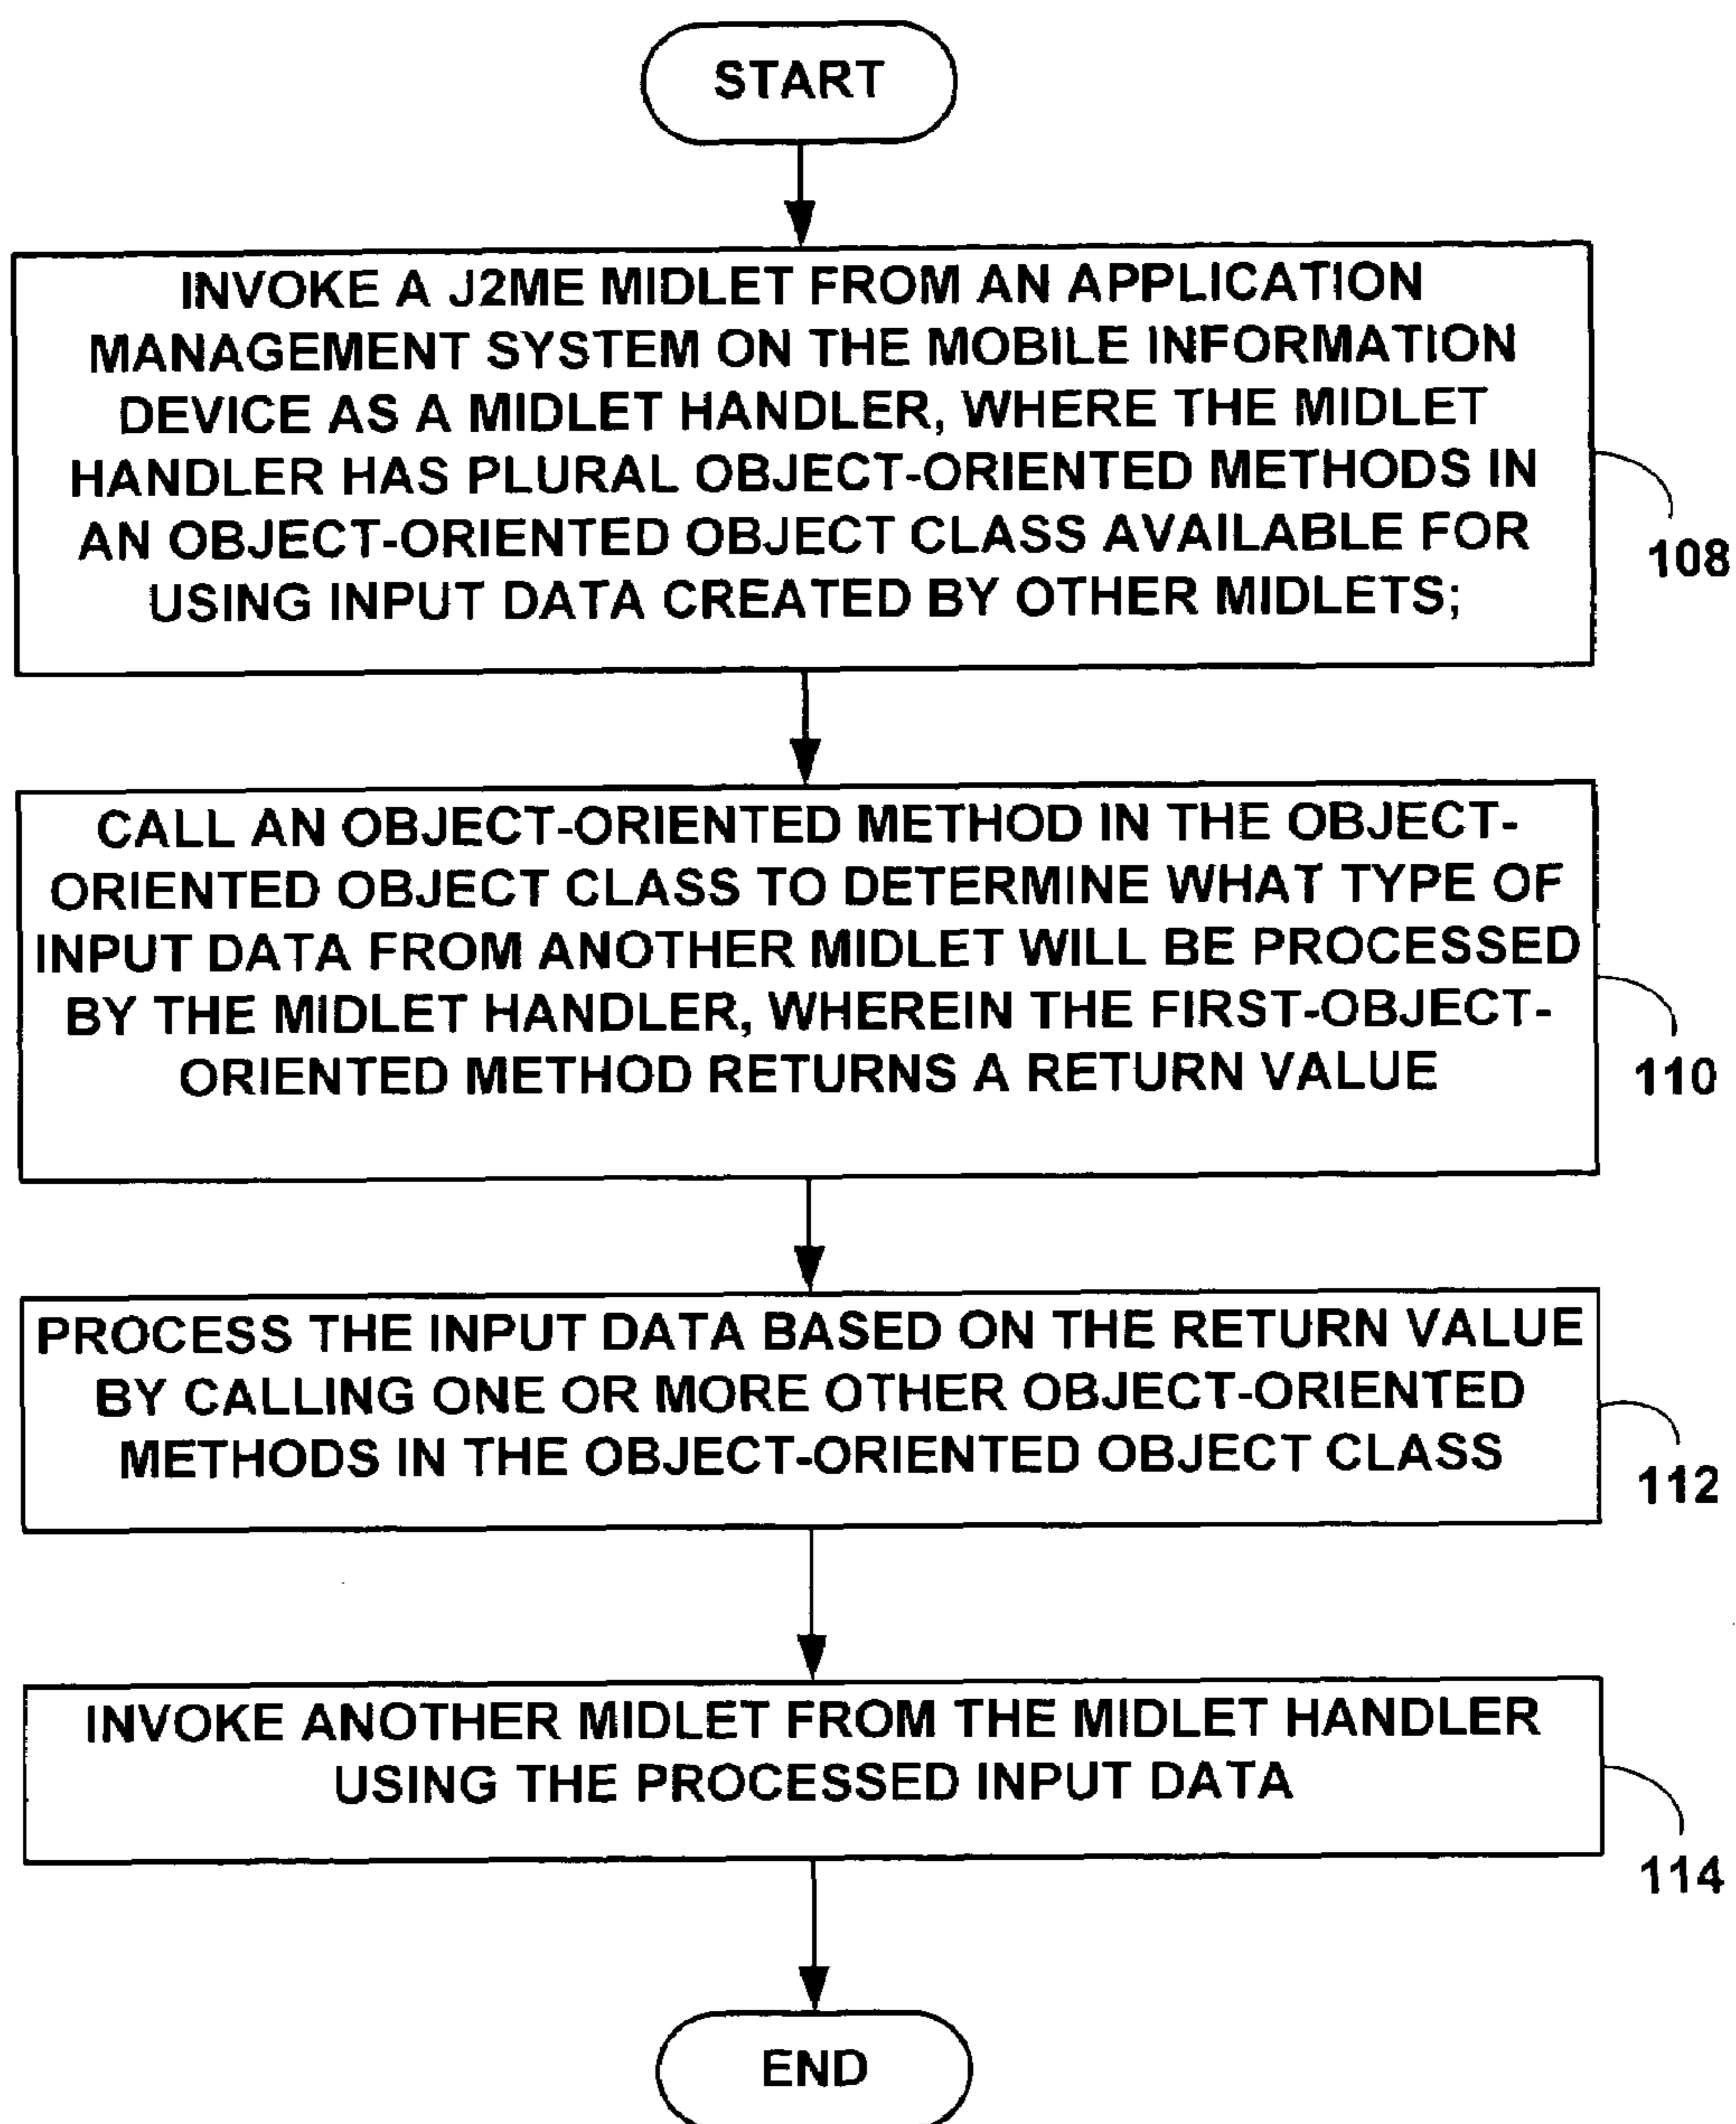 START
INVOKE A J2ME MIDLET FROM AN APPLICATION
MANAGEMENT SYSTEM ON THE MOBILE INFORMATION
DEVICE AS A MIDLET HANDLER, WHERE THE MIDLET
HANDLER HAS PLURAL OBJECT-ORIENTED METHODS IN
AN OBJECT-ORIENTED OBJECT CLASS AVAILABLE FOR
USING INPUT DATA CREATED BY OTHER MIDLETS;
108
CALL AN OBJECT-ORIENTED METHOD IN THE OBJECT-
ORIENTED OBJECT CLASS TO DETERMINE WHAT TYPE OF
INPUT DATA FROM ANOTHER MIDLET WILL BE PROCESSED
BY THE MIDLET HANDLER, WHEREIN THE FIRST-OBJECT-
ORIENTED METHOD RETURNS A RETURN VALUE
110
PROCESS THE INPUT DATA BASED ON THE RETURN VALUE
BY CALLING ONE OR MORE OTHER OBJECT-ORIENTED
METHODS IN THE OBJECT-ORIENTED OBJECT CLASS
112
INVOKE ANOTHER MIDLET FROM THE MIDLET HANDLER
USING THE PROCESSED INPUT DATA
114
END